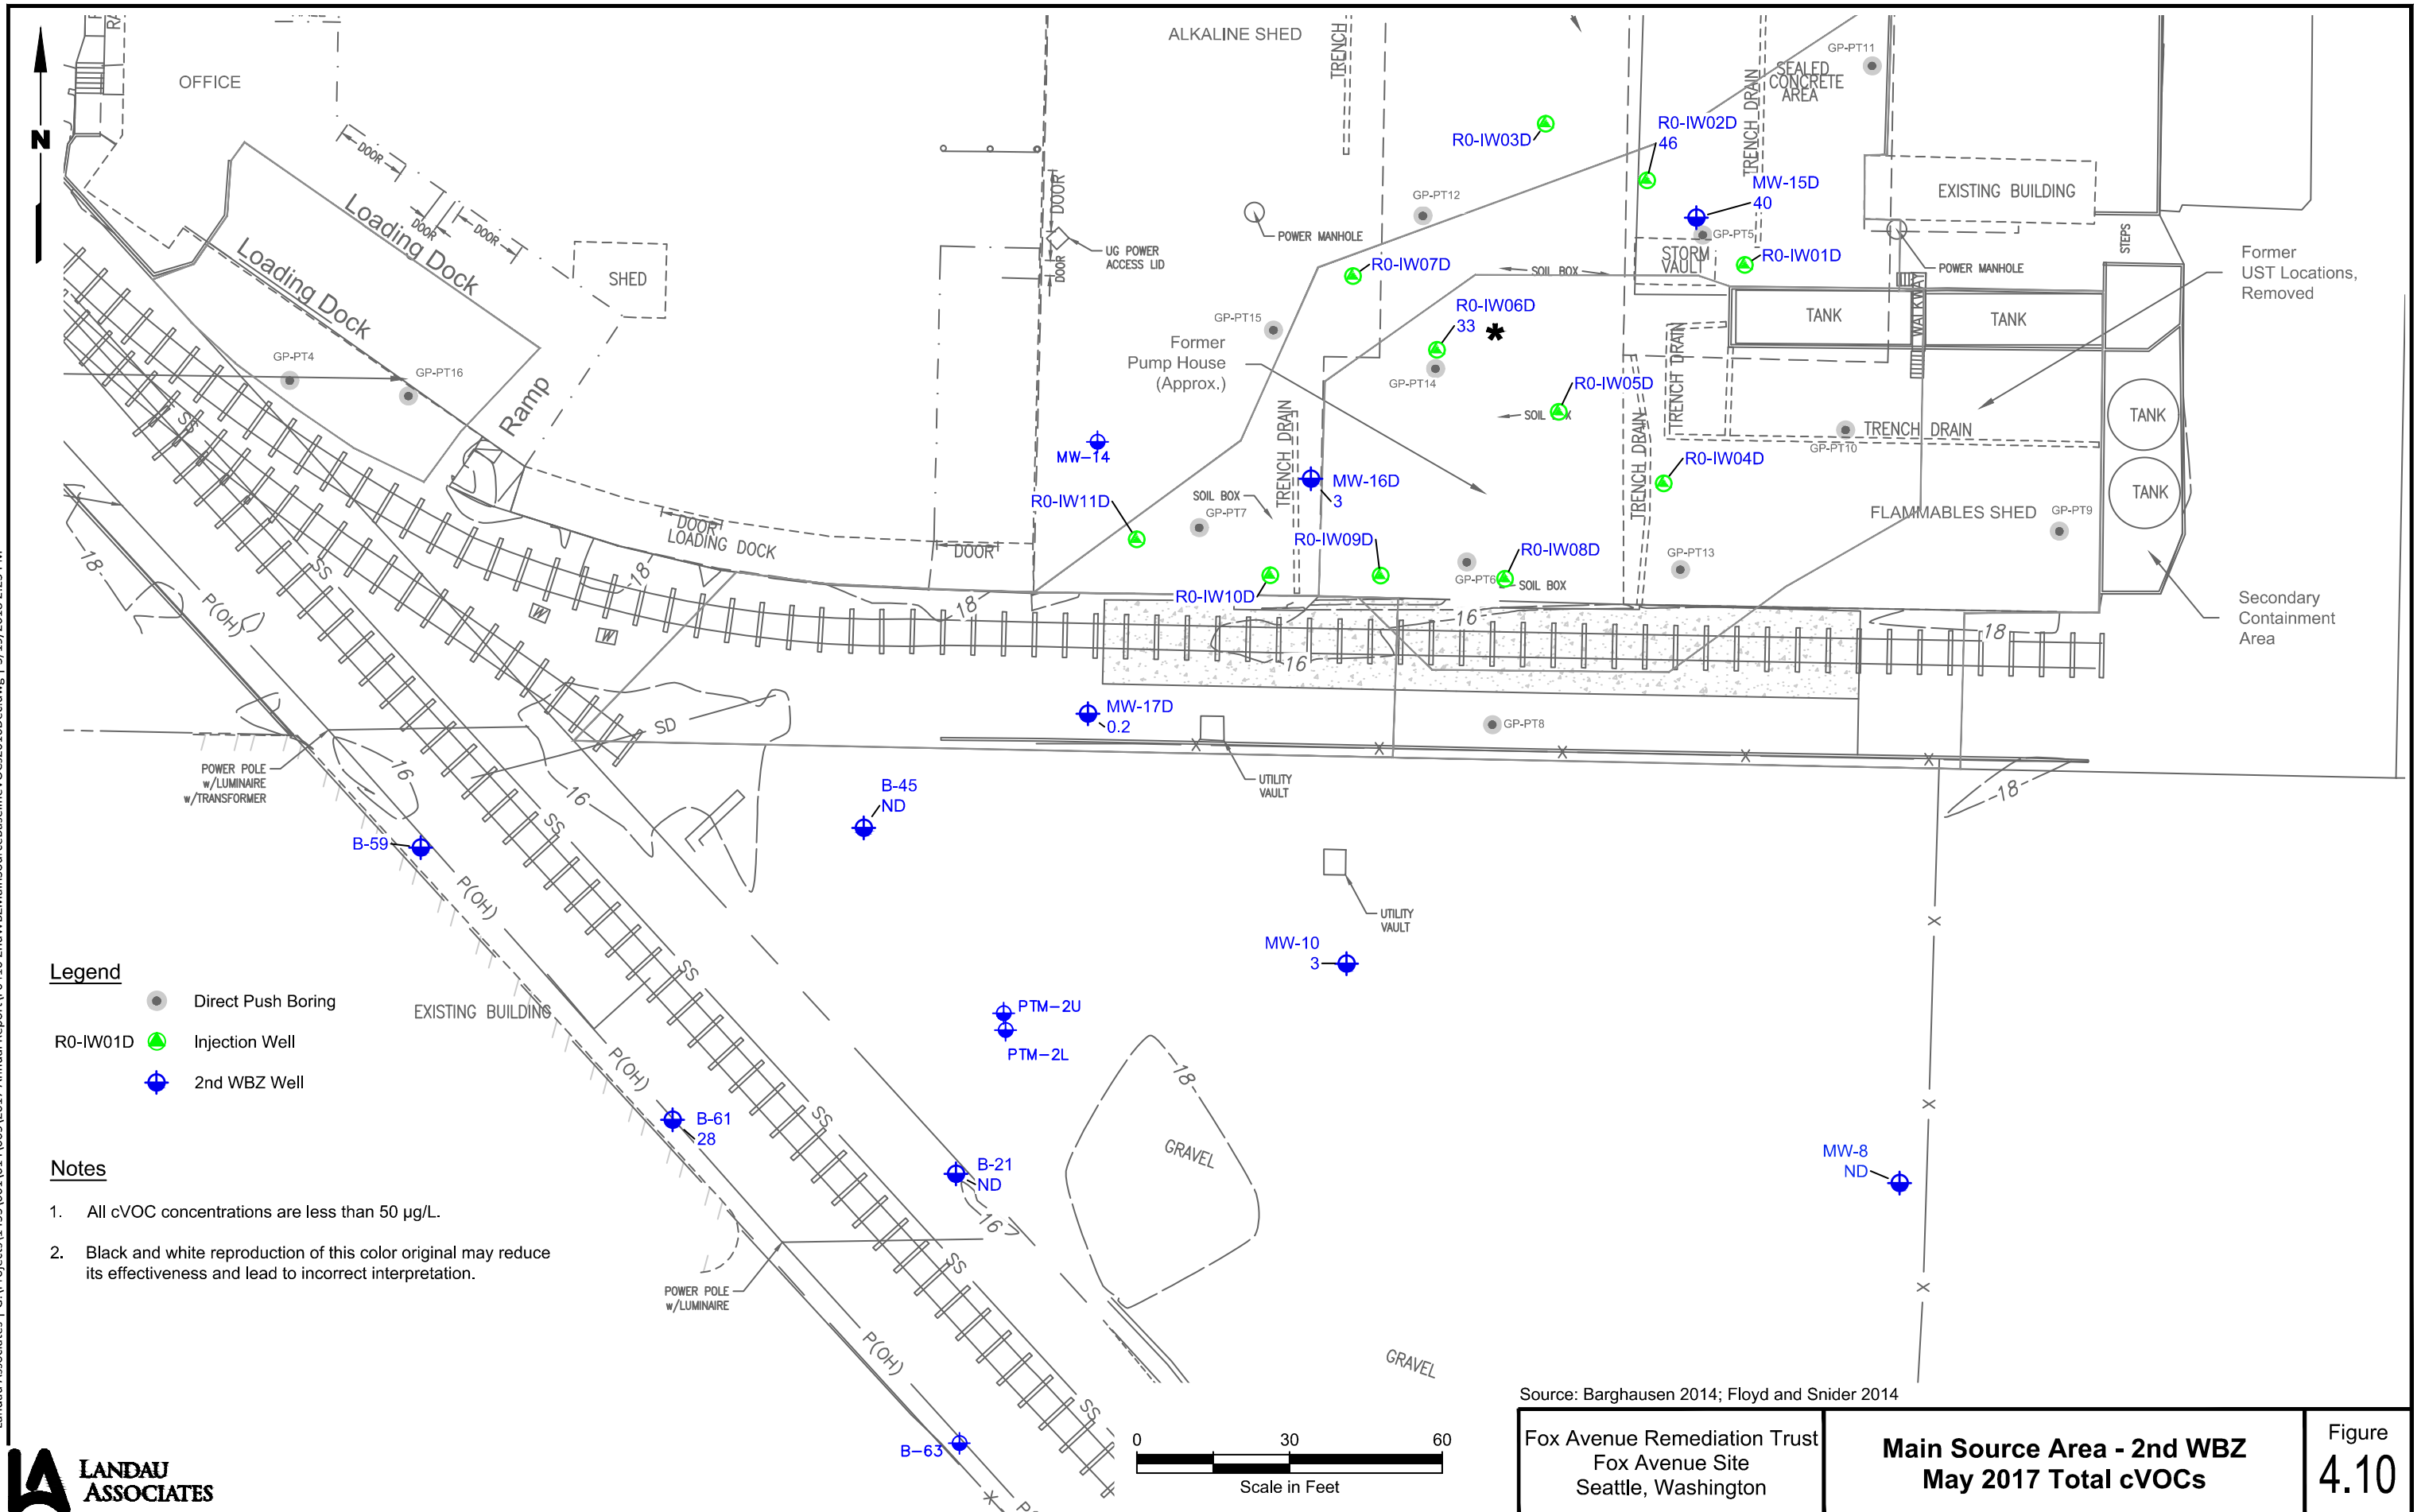 ALKALINE SHED
TRENCH
GP-PT11
SEALED
CONCRETE
AREA
OFFICE
N
DOOR
DOOR
DOOR
Loading Dock
Loading Dock
SHED
Ramp
GP-PT4
GP-PT16
R0-IW03D
R0-IW02D
46
TRENCH DRAIN
MW-15D
40
GP-PT5
STORM
VAULT
R0-IW01D
EXISTING BUILDING
POWER MANHOLE
STEPS
Former
UST Locations,
Removed
DOOR
DOOR
UG POWER
ACCESS LID
GP-PT12
POWER MANHOLE
R0-IW07D
SOIL BOX
R0-IW06D
33 *
GP-PT14
GP-PT15
Former
Pump House
(Approx.)
TANK
WALKWAY
TANK
TRENCH DRAIN
R0-IW05D
SOIL BOX
TRENCH DRAIN
GP-PT10
TRENCH DRAIN
TANK
TANK
MW-14
TRENCH DRAIN
MW-16D
3
R0-IW04D
FLAMMABLES SHED
GP-PT9
R0-IW11D
SOIL BOX
GP-PT7
R0-IW09D
R0-IW08D
GP-PT6
SOIL BOX
GP-PT13
R0-IW10D
DOOR
LOADING DOCK
DOOR
Secondary
Containment
Area
18
18
18
16
16
18
SS
SS
P(OH)
W
W
MW-17D
0.2
GP-PT8
SD
16
16
POWER POLE
w/LUMINAIRE
w/TRANSFORMER
UTILITY
VAULT
X
X
X
X
X
18
B-45
ND
B-59
SS
P(OH)
UTILITY
VAULT
X
MW-10
3
SS
Legend
Direct Push Boring
R0-IW01D Injection Well
2nd WBZ Well
EXISTING BUILDING
PTM-2U
PTM-2L
P(OH)
SS
18
GRAVEL
X
B-61
28
B-21
ND
16
MW-8
ND
Notes
1. All cVOC concentrations are less than 50 µg/L.
2. Black and white reproduction of this color original may reduce
its effectiveness and lead to incorrect interpretation.
POWER POLE
w/LUMINAIRE
SS
X
P(OH)
GRAVEL
SS
B-63
X
0 30 60
Scale in Feet
Source: Barghausen 2014; Floyd and Snider 2014
LA
LANDAU
ASSOCIATES
Fox Avenue Remediation Trust
Fox Avenue Site
Seattle, Washington
Main Source Area - 2nd WBZ
May 2017 Total cVOCs
Figure
4.10